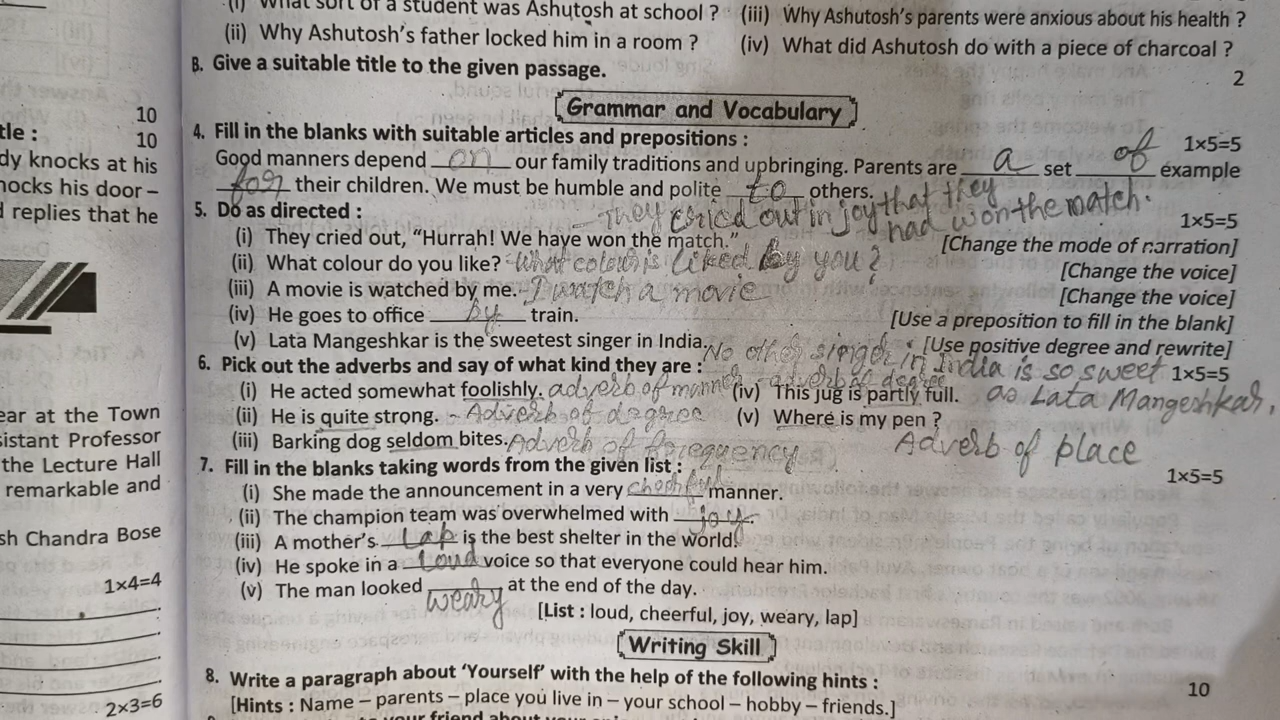 (i) What sort of a student was Ashutosh at school ? (iii) Why Ashutosh's parents were anxious about his health ?
(ii) Why Ashutosh's father locked him in a room ? (iv) What did Ashutosh do with a piece of charcoal ?
B. Give a suitable title to the given passage. 2
10
tle : 10
dy knocks at his
nocks his door –
replies that he
Grammar and Vocabulary
4. Fill in the blanks with suitable articles and prepositions : 1×5=5
Good manners depend on our family traditions and upbringing. Parents are a set of example
for their children. We must be humble and polite to others.
5. Do as directed : 1×5=5
– They cried out in joy that they had won the match.
(i) They cried out, "Hurrah! We have won the match." [Change the mode of narration]
(ii) What colour do you like? - What colour is liked by you ? [Change the voice]
(iii) A movie is watched by me. - I watch a movie [Change the voice]
(iv) He goes to office by train. [Use a preposition to fill in the blank]
(v) Lata Mangeshkar is the sweetest singer in India. [Use positive degree and rewrite]
No other singer in India is so sweet as Lata Mangeshkar.
6. Pick out the adverbs and say of what kind they are : 1×5=5
(i) He acted somewhat foolishly. adverb of manner (iv) This jug is partly full. - adverb of degree
(ii) He is quite strong. - Adverb of degree (v) Where is my pen ? Adverb of place
(iii) Barking dog seldom bites. Adverb of frequency
7. Fill in the blanks taking words from the given list : 1×5=5
(i) She made the announcement in a very manner.
(ii) The champion team was overwhelmed with joy.
(iii) A mother's Lap is the best shelter in the world.
(iv) He spoke in a Loud voice so that everyone could hear him.
(v) The man looked weary at the end of the day.
[List : loud, cheerful, joy, weary, lap]
Writing Skill
8. Write a paragraph about 'Yourself' with the help of the following hints : 10
[Hints : Name – parents – place you live in – your school – hobby – friends.]
your friend about your
ear at the Town
sistant Professor
the Lecture Hall
remarkable and
sh Chandra Bose
1×4=4
2×3=6